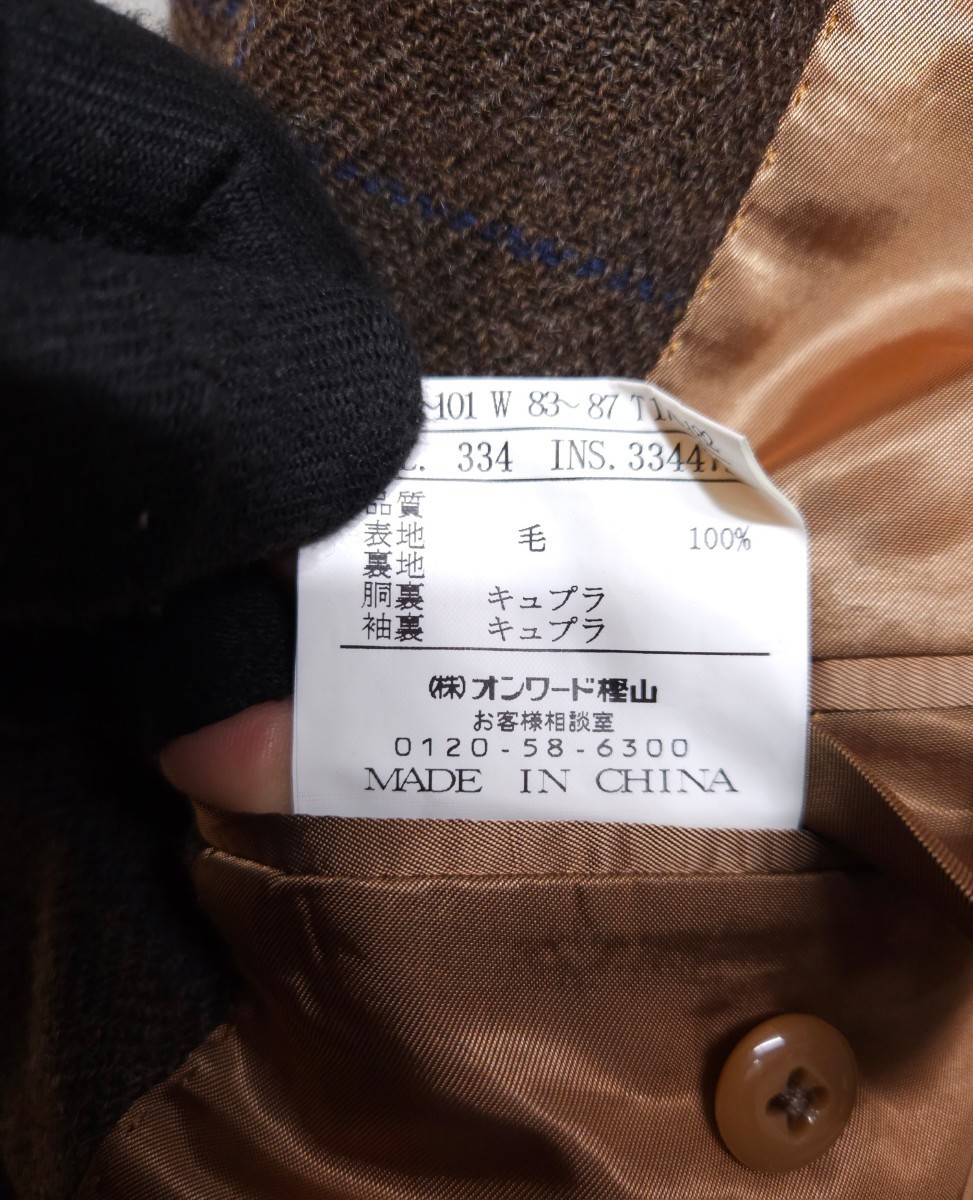 ~101 W 83~87
334 INS.
品質
表地 毛 100%
裏地
胴裏 キュプラ
袖裏 キュプラ
(株)オンワード樫山
お客様相談室
0120-58-6300
MADE IN CHINA